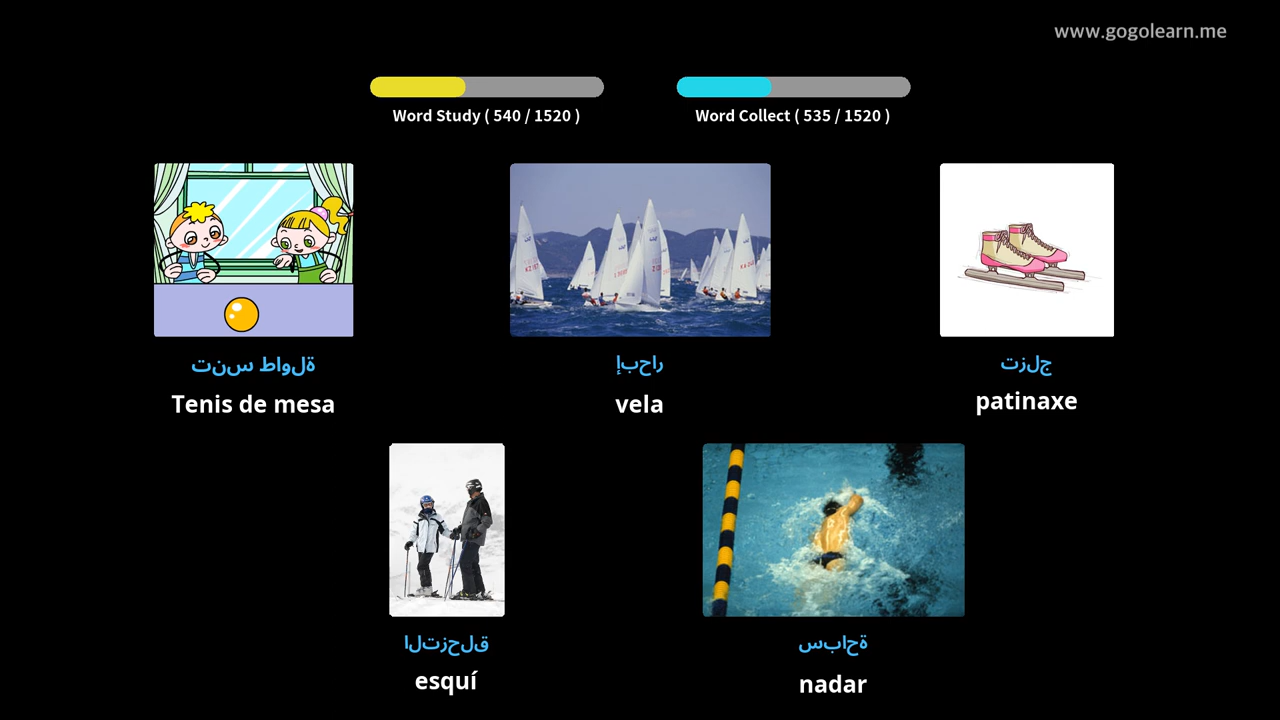 www.gogolearn.me
Word Study ( 540 / 1520 )
Word Collect ( 535 / 1520 )
تنس طاولة
إبحار
تزلج
Tenis de mesa
vela
patinaxe
التزحلق
سباحة
esquí
nadar